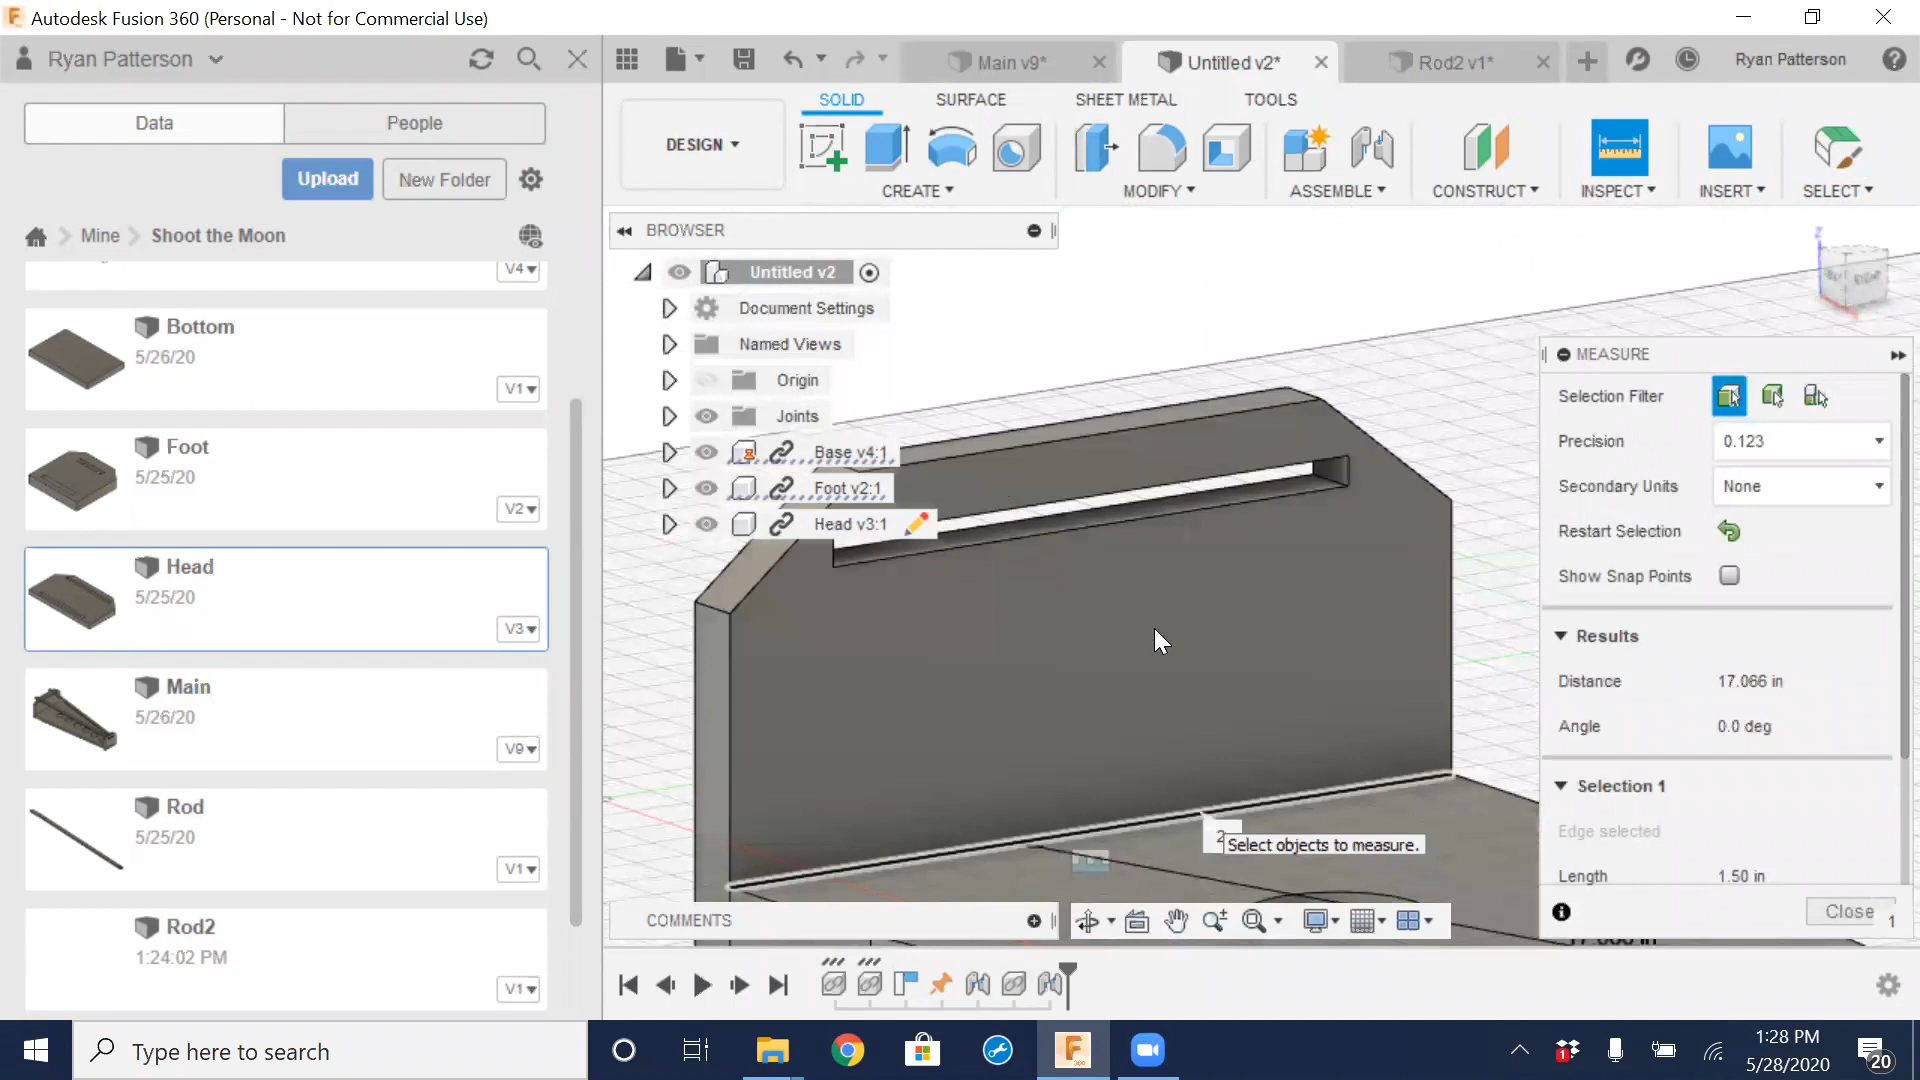 Autodesk Fusion 360 (Personal - Not for Commercial Use)
Ryan Patterson
Main v9*
Untitled v2*
Rod2 v1*
Ryan Patterson
Data
People
SOLID
SURFACE
SHEET METAL
TOOLS
DESIGN
Upload
New Folder
CREATE
MODIFY
ASSEMBLE
CONSTRUCT
INSPECT
INSERT
SELECT
Mine
Shoot the Moon
BROWSER
V4
Untitled v2
Document Settings
Named Views
Origin
Joints
Base v4:1
Foot v2:1
Head v3:1
Bottom
5/26/20
V1
Foot
5/25/20
V2
Head
5/25/20
V3
Main
5/26/20
V9
Rod
5/25/20
V1
Rod2
1:24:02 PM
V1
MEASURE
Selection Filter
Precision
0.123
Secondary Units
None
Restart Selection
Show Snap Points
Results
Distance
17.066 in
Angle
0.0 deg
Selection 1
Edge selected
Length
1.50 in
Close
1
2
Select objects to measure.
COMMENTS
Type here to search
1
1:28 PM
5/28/2020
20